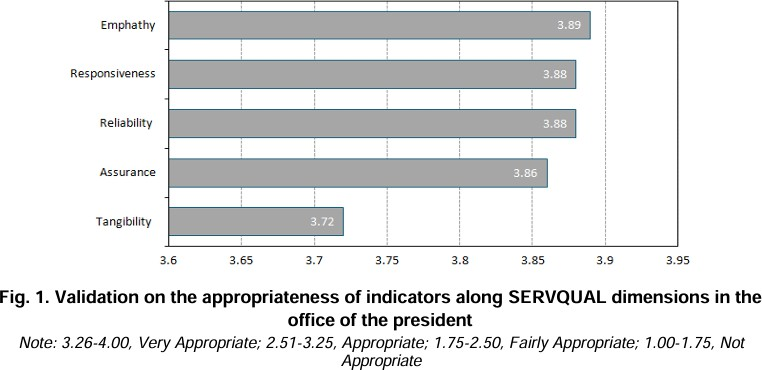 Emphathy
3.89
Responsiveness
3.88
Reliability
3.88
Assurance
3.86
Tangibility
3.72
3.6 3.65 3.7 3.75 3.8 3.85 3.9 3.95
Fig. 1. Validation on the appropriateness of indicators along SERVQUAL dimensions in the
office of the president
Note: 3.26-4.00, Very Appropriate; 2.51-3.25, Appropriate; 1.75-2.50, Fairly Appropriate; 1.00-1.75, Not
Appropriate